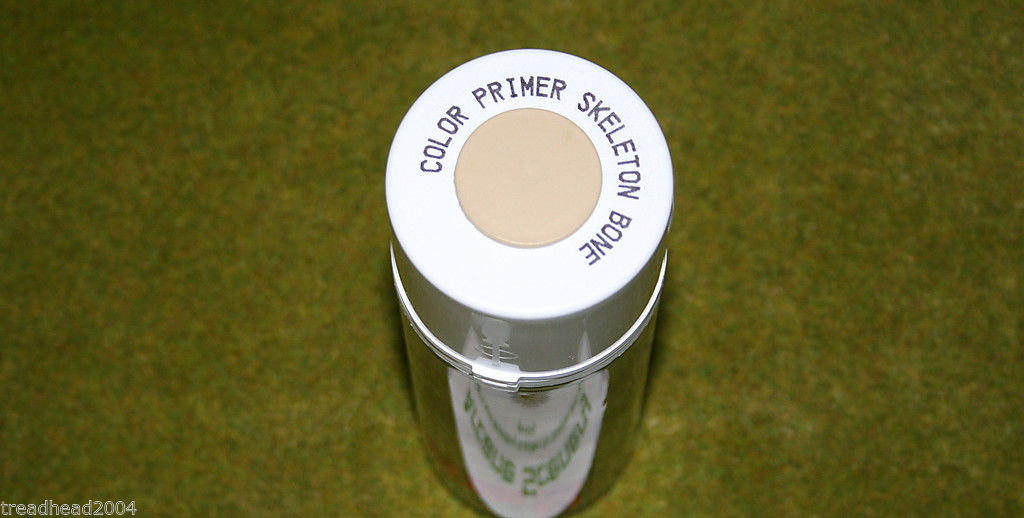 COLOR PRIMER SKELETON BONE
treadhead2004